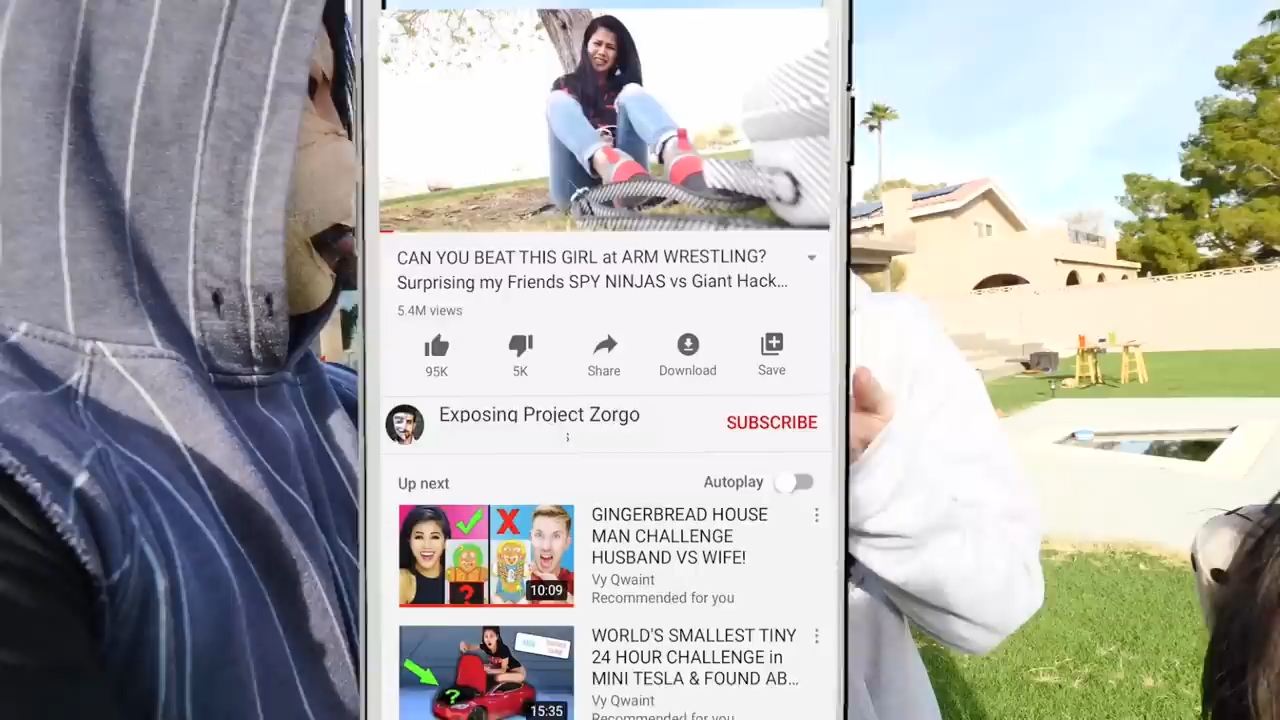 CAN YOU BEAT THIS GIRL at ARM WRESTLING?
Surprising my Friends SPY NINJAS vs Giant Hack...
5.4M views
95K
5K
Share
Download
Save
Exposing Project Zorgo
SUBSCRIBE
Up next
Autoplay
GINGERBREAD HOUSE
MAN CHALLENGE
HUSBAND VS WIFE!
Vy Qwaint
Recommended for you
?
10:09
WORLD'S SMALLEST TINY
24 HOUR CHALLENGE in
MINI TESLA & FOUND AB...
Vy Qwaint
Recommended for you
?
15:35